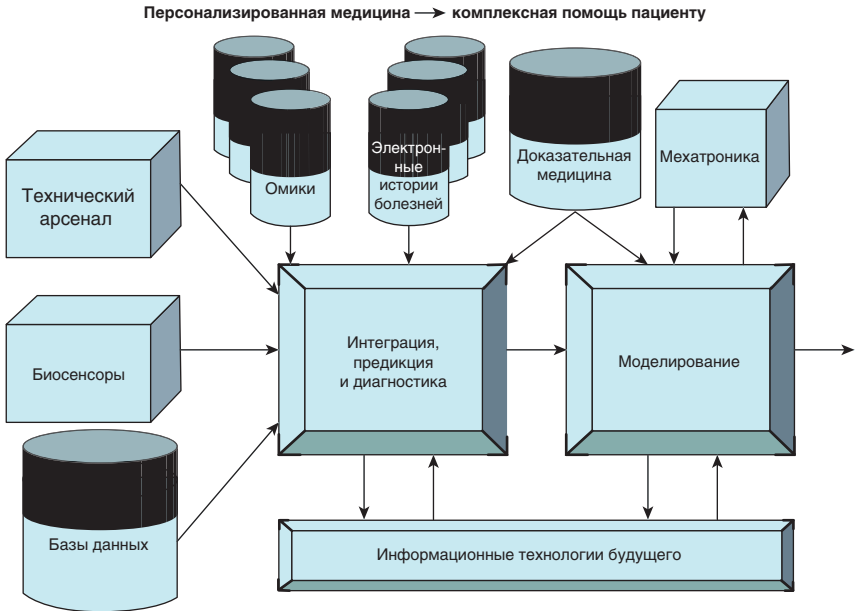 Персонализированная медицина → комплексная помощь пациенту
Технический
арсенал
Омики
Электрон-
ные
истории
болезней
Доказательная
медицина
Мехатроника
Биосенсоры
Интеграция,
предикция
и диагностика
Моделирование
Базы данных
Информационные технологии будущего